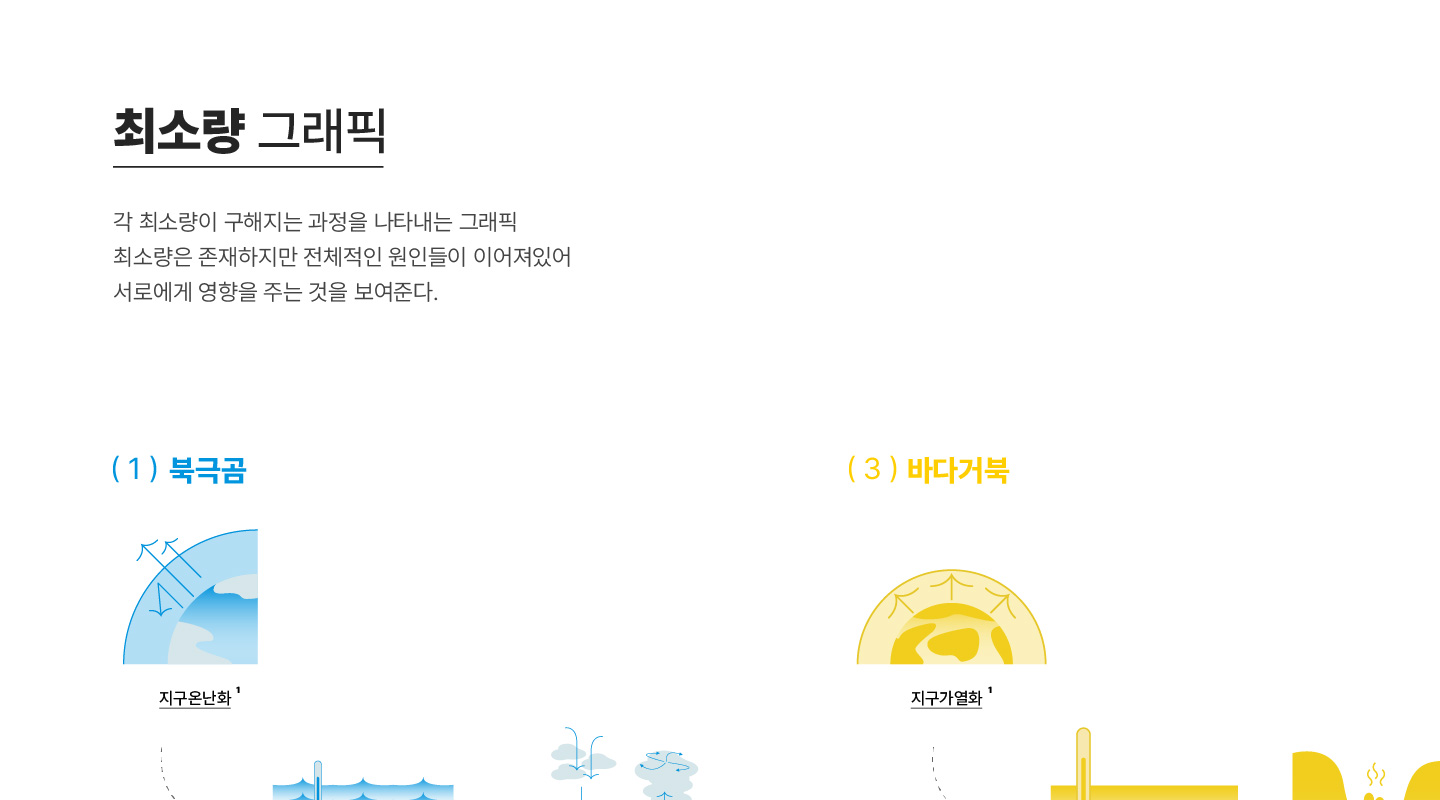 최소량 그래픽
각 최소량이 구해지는 과정을 나타내는 그래픽
최소량은 존재하지만 전체적인 원인들이 이어져있어
서로에게 영향을 주는 것을 보여준다.
( 1 ) 북극곰
지구온난화 1
( 3 ) 바다거북
지구가열화 1